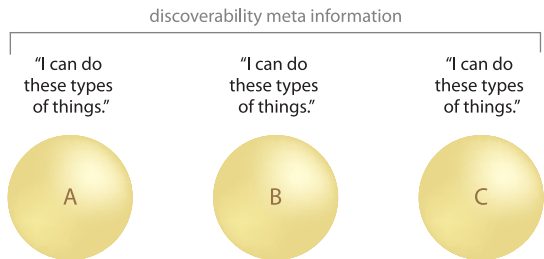 discoverability meta information
“I can do
these types
of things.”
“I can do
these types
of things.”
“I can do
these types
of things.”
A
B
C